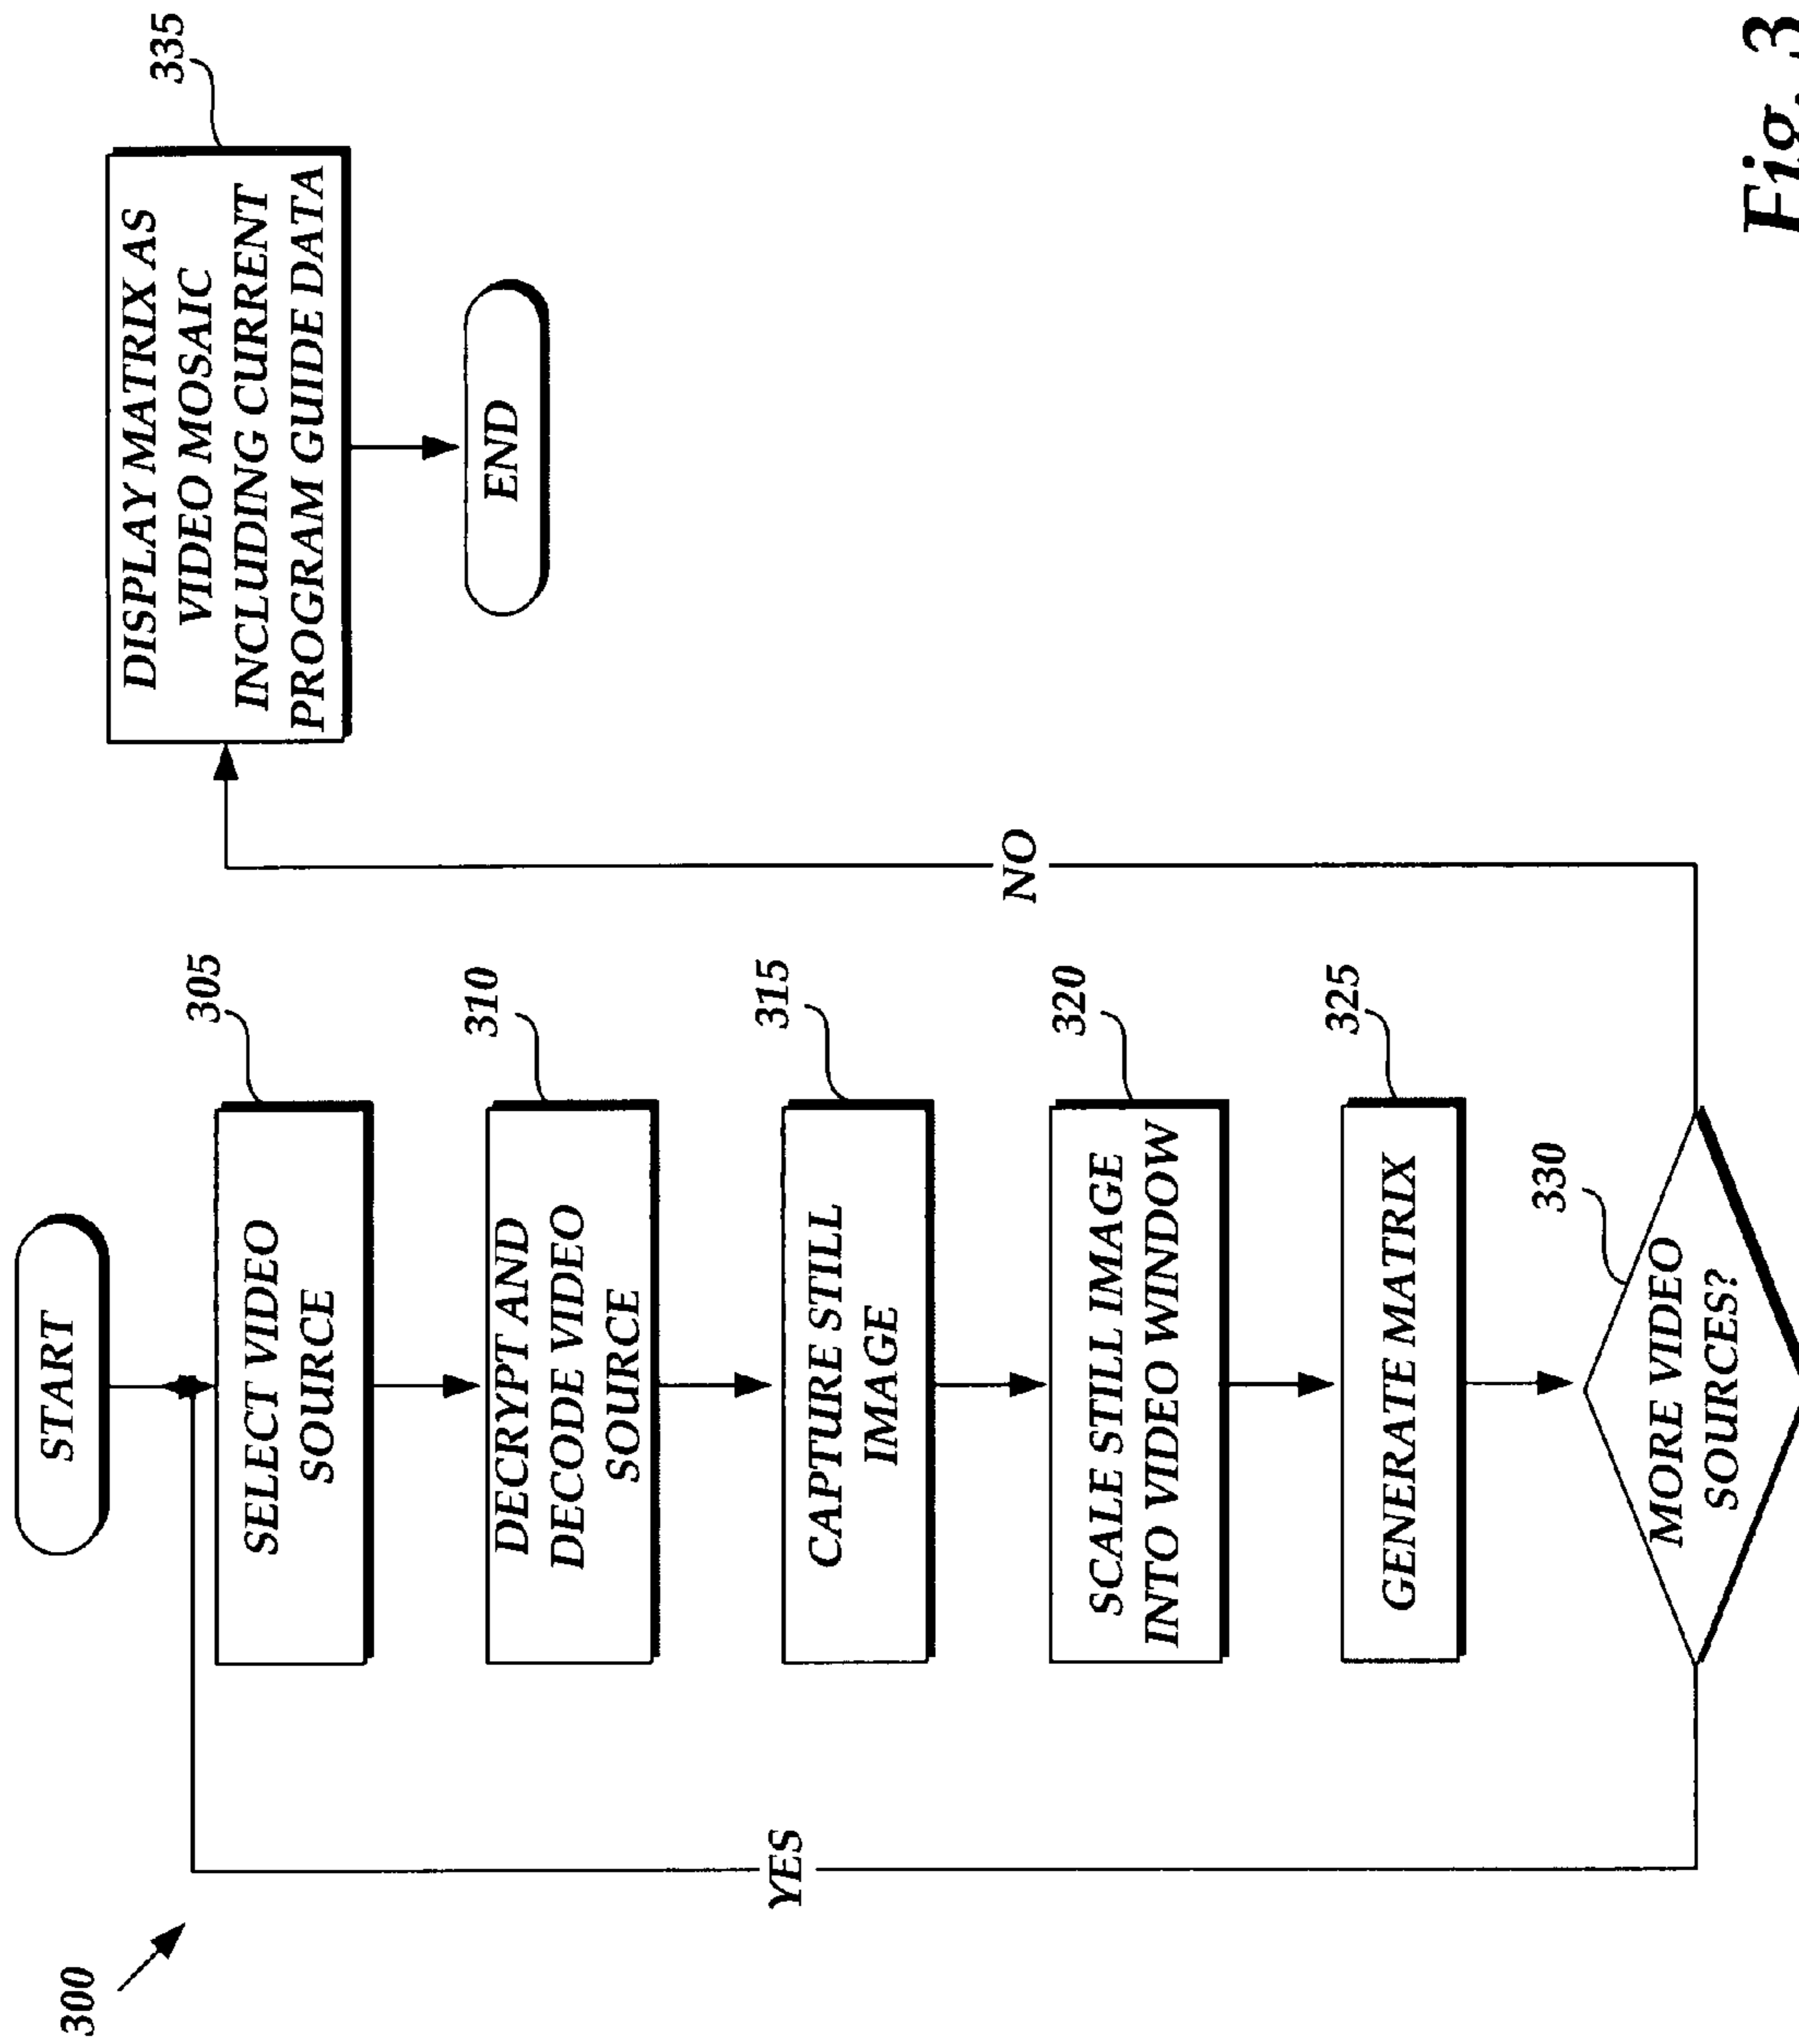 300
START
305
SELECT VIDEO
SOURCE
310
DECRYPT AND
DECODE VIDEO
SOURCE
315
CAPTURE STILL
IMAGE
320
SCALE STILL IMAGE
INTO VIDEO WINDOW
325
GENERATE MATRIX
330
MORE VIDEO
SOURCES?
YES
NO
335
DISPLAY MATRIX AS
VIDEO MOSAIC
INCLUDING CURRENT
PROGRAM GUIDE DATA
END
Fig. 3